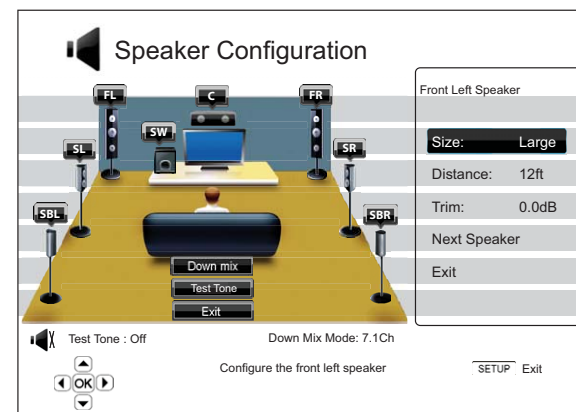 Speaker Configuration
FL
C
FR
SW
SL
SR
SBL
SBR
Down mix
Test Tone
Exit
Front Left Speaker
Size: Large
Distance: 12ft
Trim: 0.0dB
Next Speaker
Exit
Test Tone : Off
Down Mix Mode: 7.1Ch
OK
Configure the front left speaker
SETUP Exit